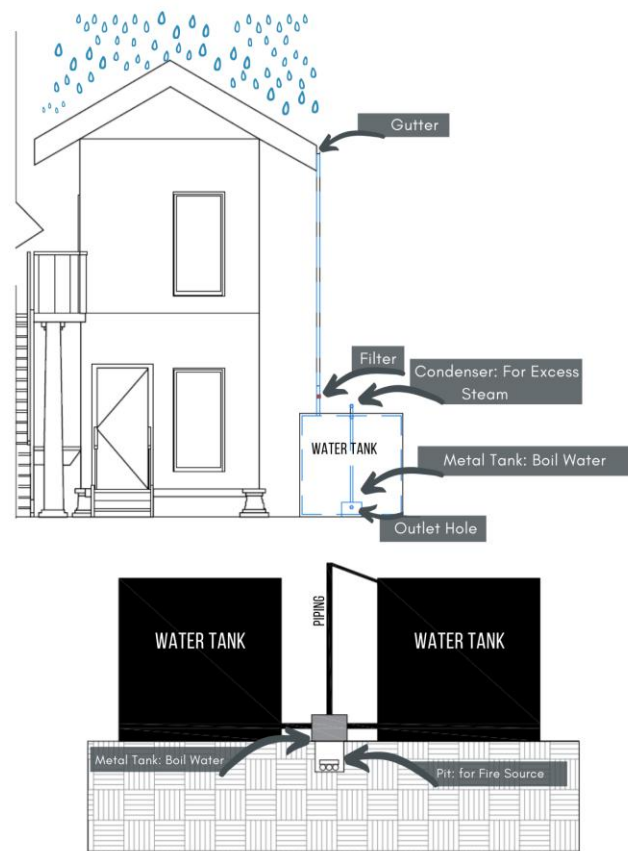 Gutter
Filter
Condenser: For Excess
Steam
WATER TANK
Metal Tank: Boil Water
Outlet Hole
PIPING
WATER TANK
WATER TANK
Metal Tank: Boil Water
Pit: for Fire Source